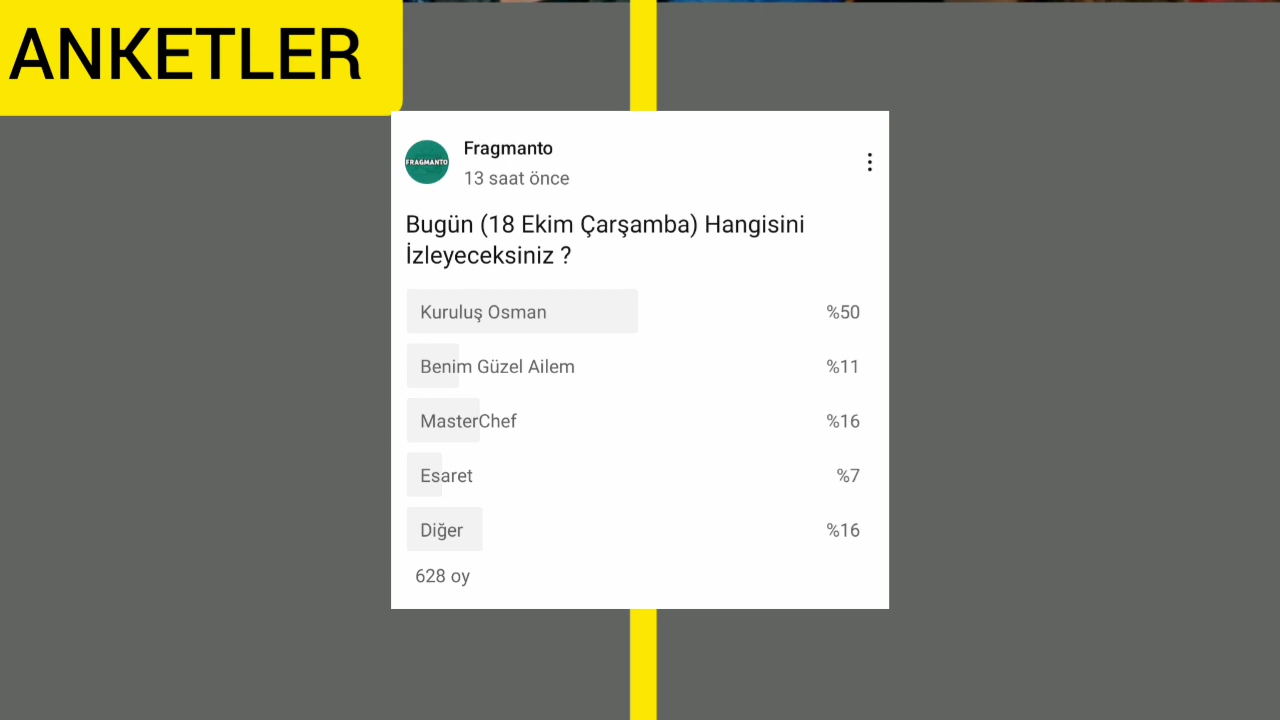 ANKETLER
FRAGMANTO
Fragmanto
13 saat önce
Bugün (18 Ekim Çarşamba) Hangisini
İzleyeceksiniz ?
Kuruluş Osman %50
Benim Güzel Ailem %11
MasterChef %16
Esaret %7
Diğer %16
628 oy